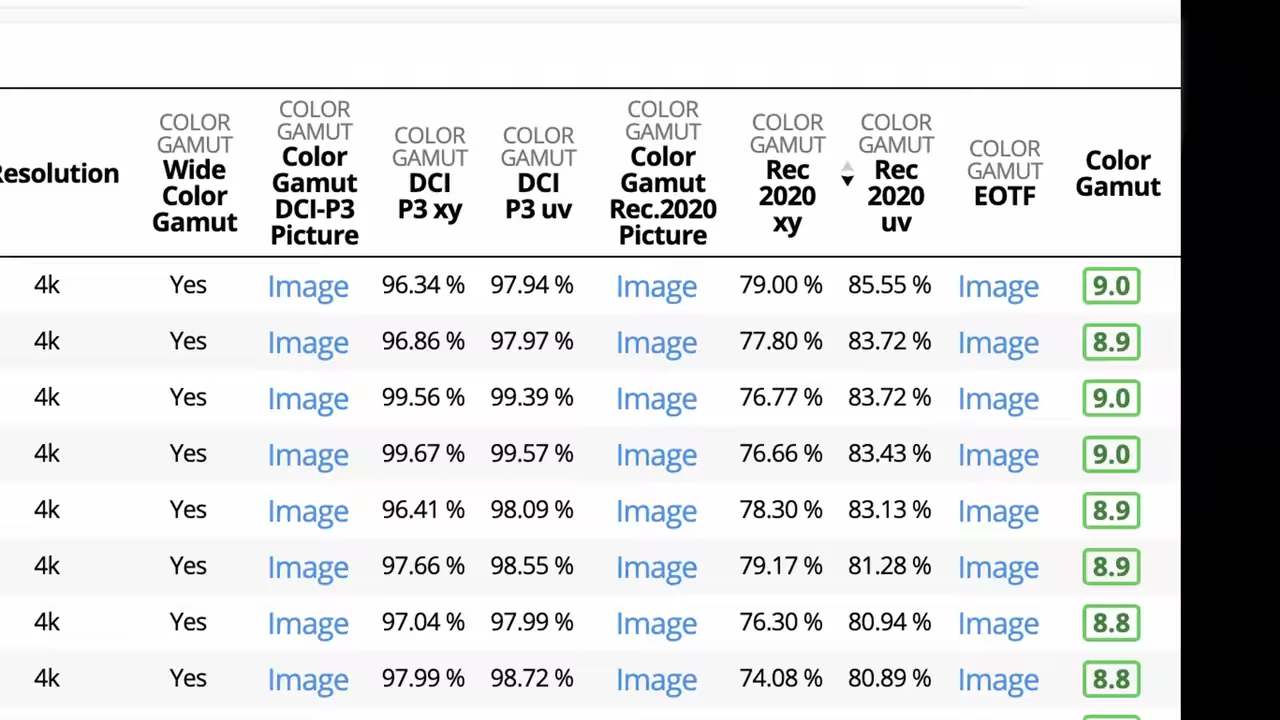 Resolution
COLOR GAMUT Wide Color Gamut
COLOR GAMUT Color Gamut DCI-P3 Picture
COLOR GAMUT DCI P3 xy
COLOR GAMUT DCI P3 uv
COLOR GAMUT Color Gamut Rec.2020 Picture
COLOR GAMUT Rec 2020 xy
COLOR GAMUT Rec 2020 uv
COLOR GAMUT EOTF
Color Gamut
4k Yes Image 96.34 % 97.94 % Image 79.00 % 85.55 % Image 9.0
4k Yes Image 96.86 % 97.97 % Image 77.80 % 83.72 % Image 8.9
4k Yes Image 99.56 % 99.39 % Image 76.77 % 83.72 % Image 9.0
4k Yes Image 99.67 % 99.57 % Image 76.66 % 83.43 % Image 9.0
4k Yes Image 96.41 % 98.09 % Image 78.30 % 83.13 % Image 8.9
4k Yes Image 97.66 % 98.55 % Image 79.17 % 81.28 % Image 8.9
4k Yes Image 97.04 % 97.99 % Image 76.30 % 80.94 % Image 8.8
4k Yes Image 97.99 % 98.72 % Image 74.08 % 80.89 % Image 8.8